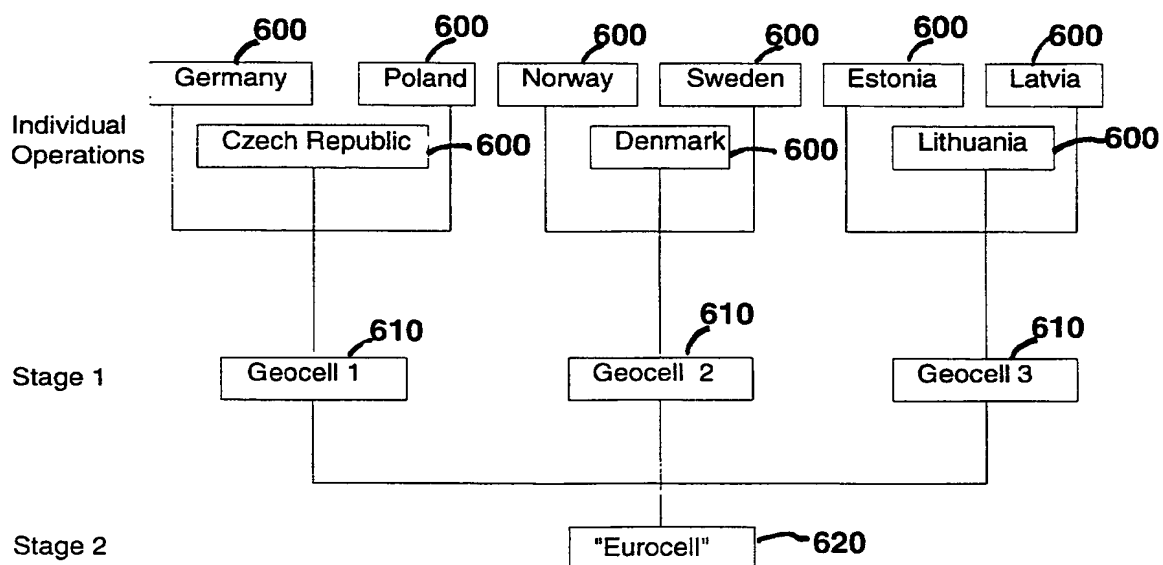 600 600 600 600 600 600
Germany Poland Norway Sweden Estonia Latvia
Individual
Operations
Czech Republic 600 Denmark 600 Lithuania 600
610 610 610
Stage 1 Geocell 1 Geocell 2 Geocell 3
Stage 2 "Eurocell" 620